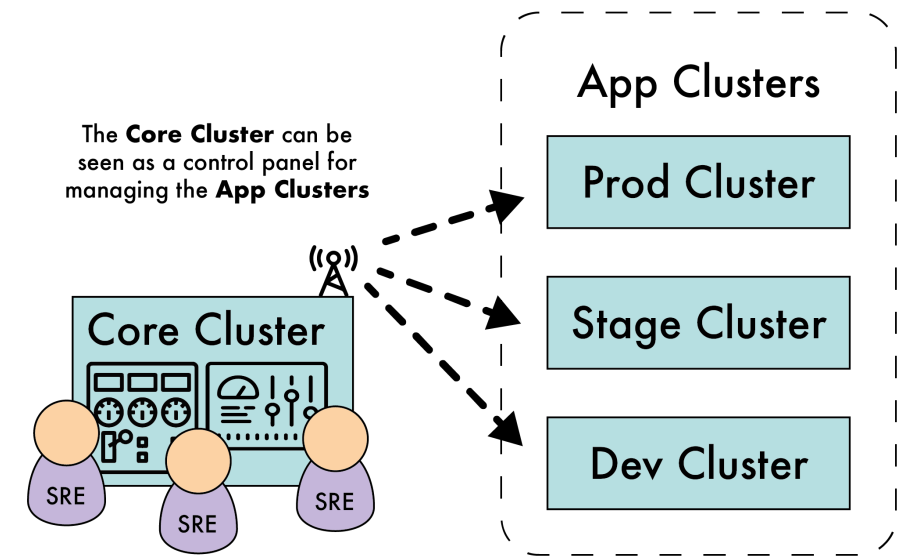 The Core Cluster can be
seen as a control panel for
managing the App Clusters
Core Cluster
SRE
SRE
SRE
App Clusters
Prod Cluster
Stage Cluster
Dev Cluster